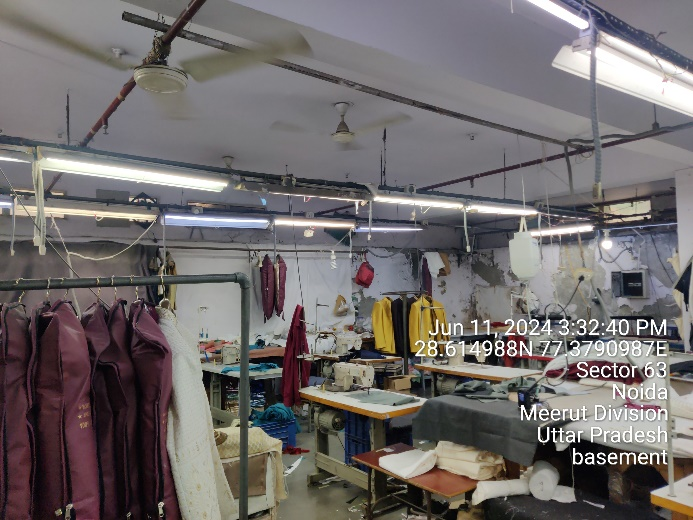 Jun 11, 2024 3:32:40 PM
28.614988N 77.3790987E
Sector 63
Noida
Meerut Division
Uttar Pradesh
basement